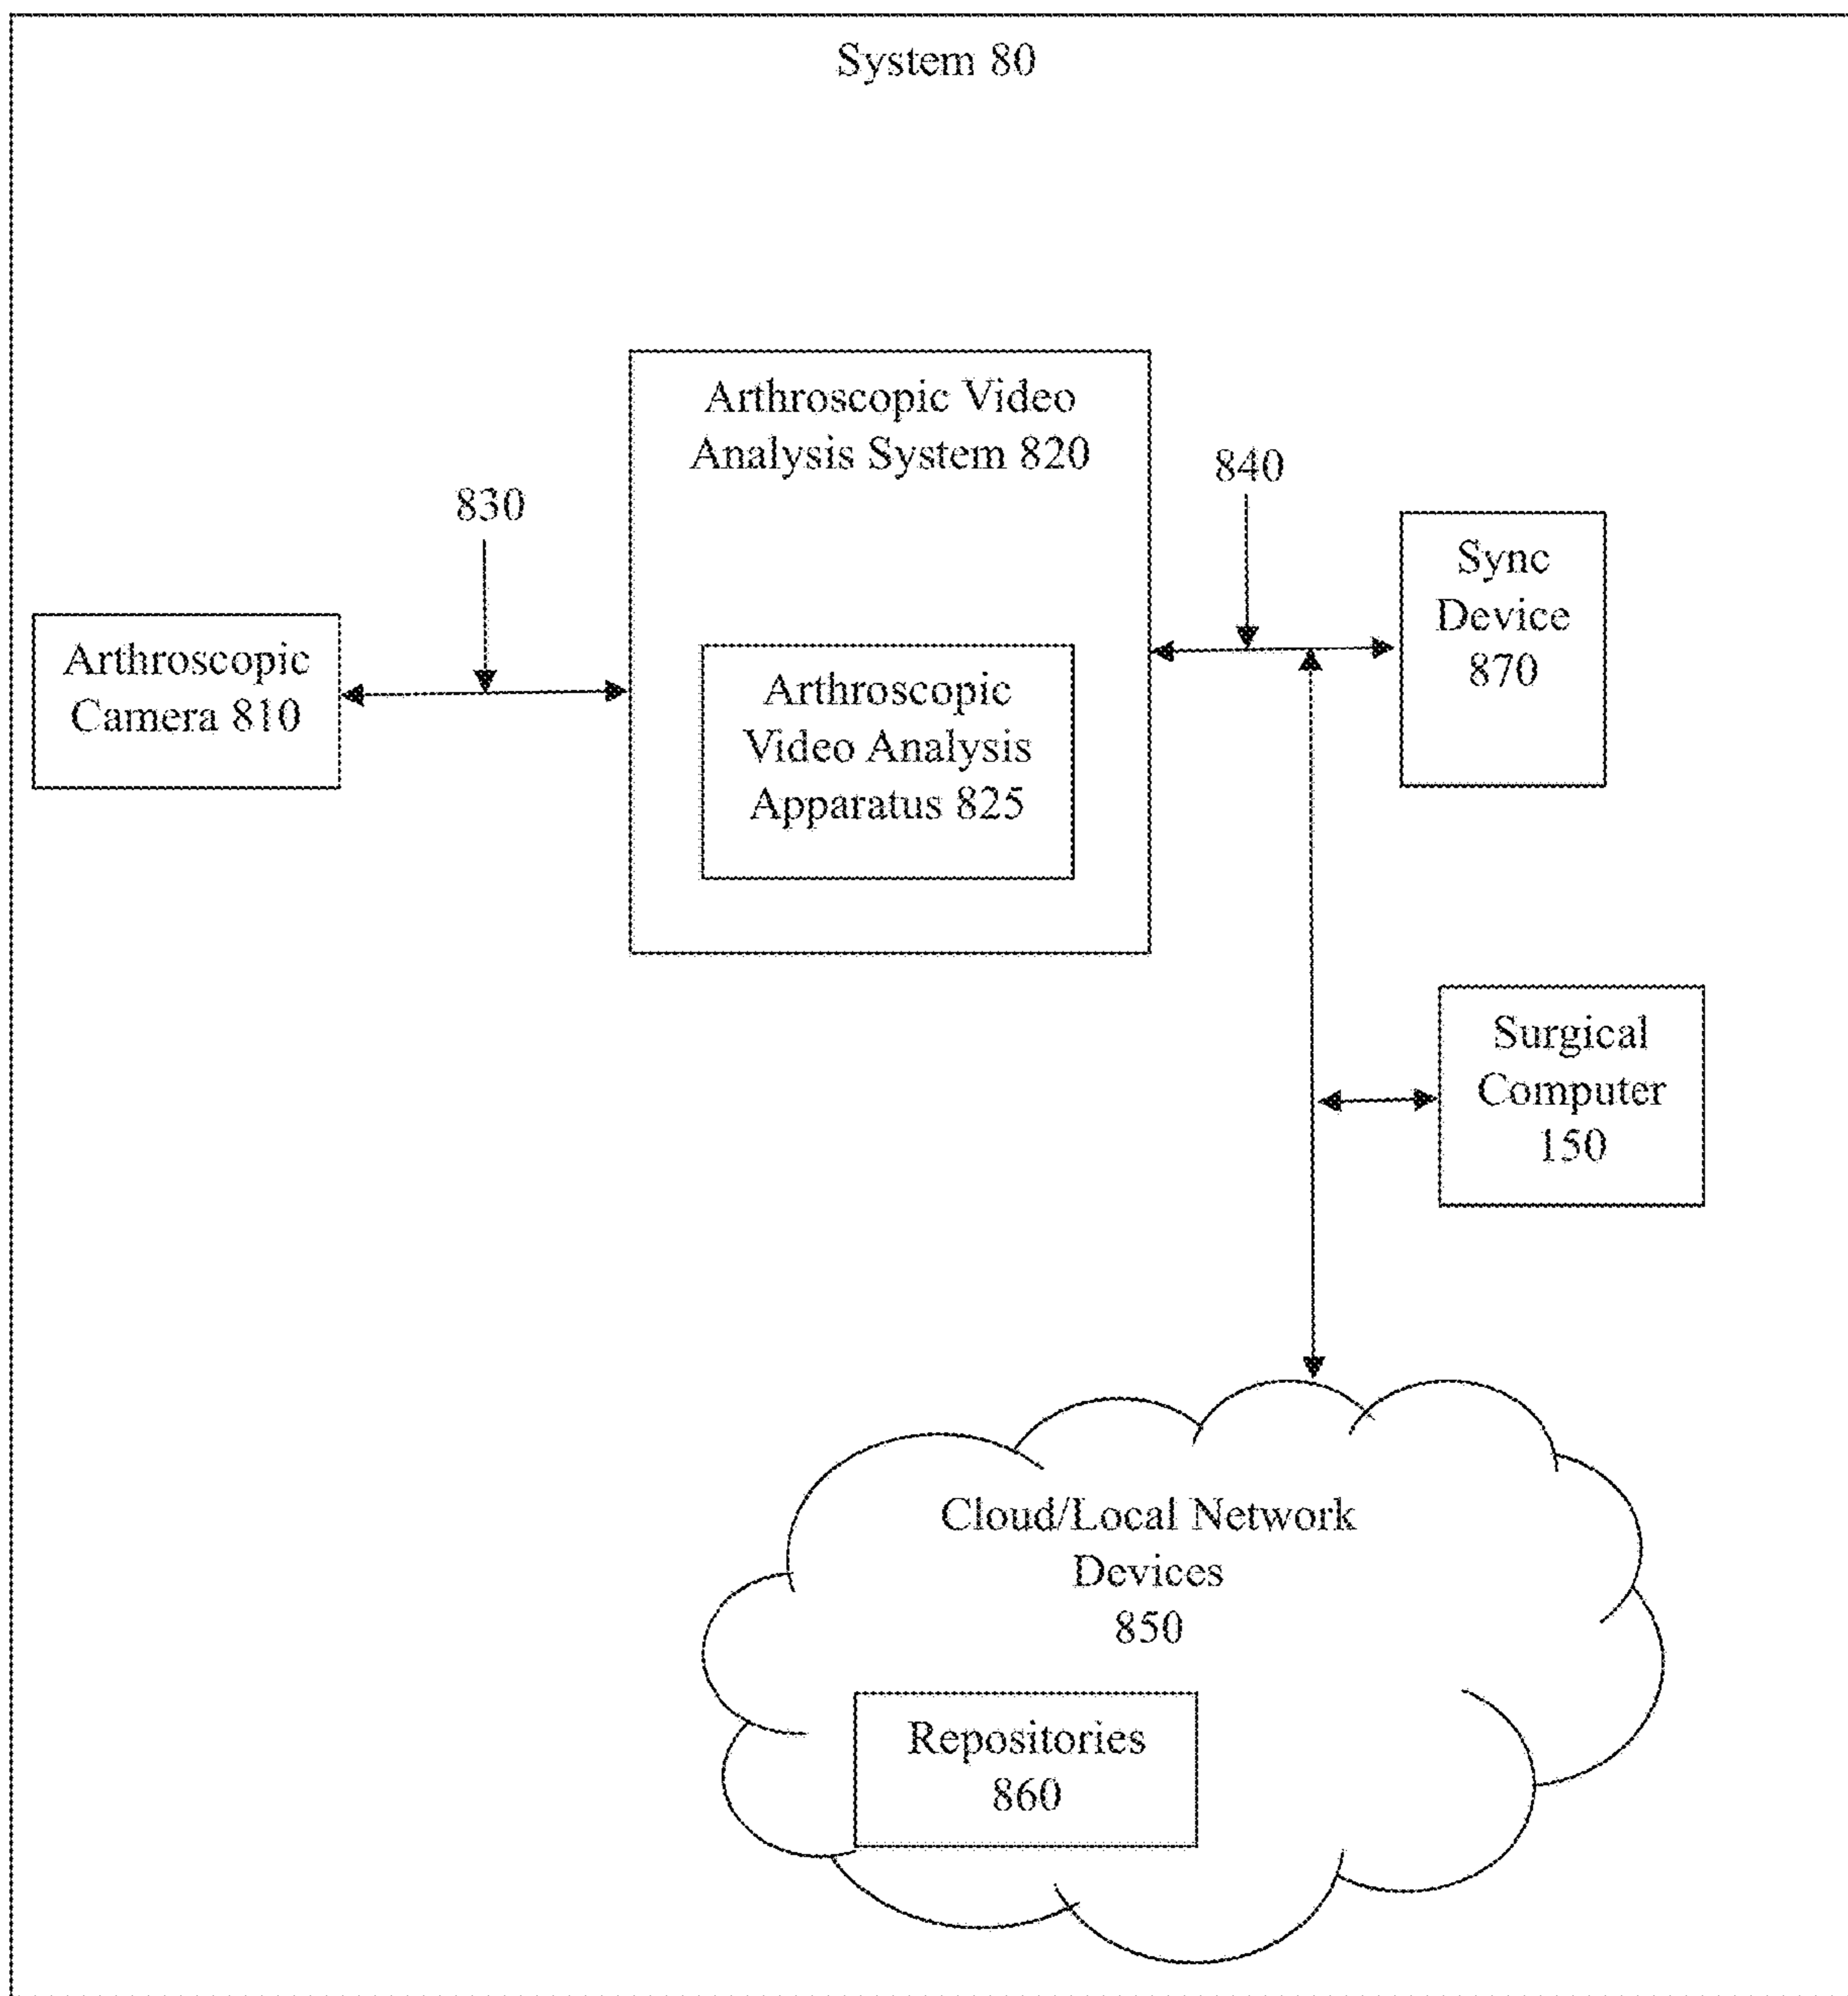 System 80
Arthroscopic Video
Analysis System 820
840
830
Sync
Device
870
Arthroscopic
Camera 810
Arthroscopic
Video Analysis
Apparatus 825
Surgical
Computer
150
Cloud/Local Network
Devices
850
Repositories
860